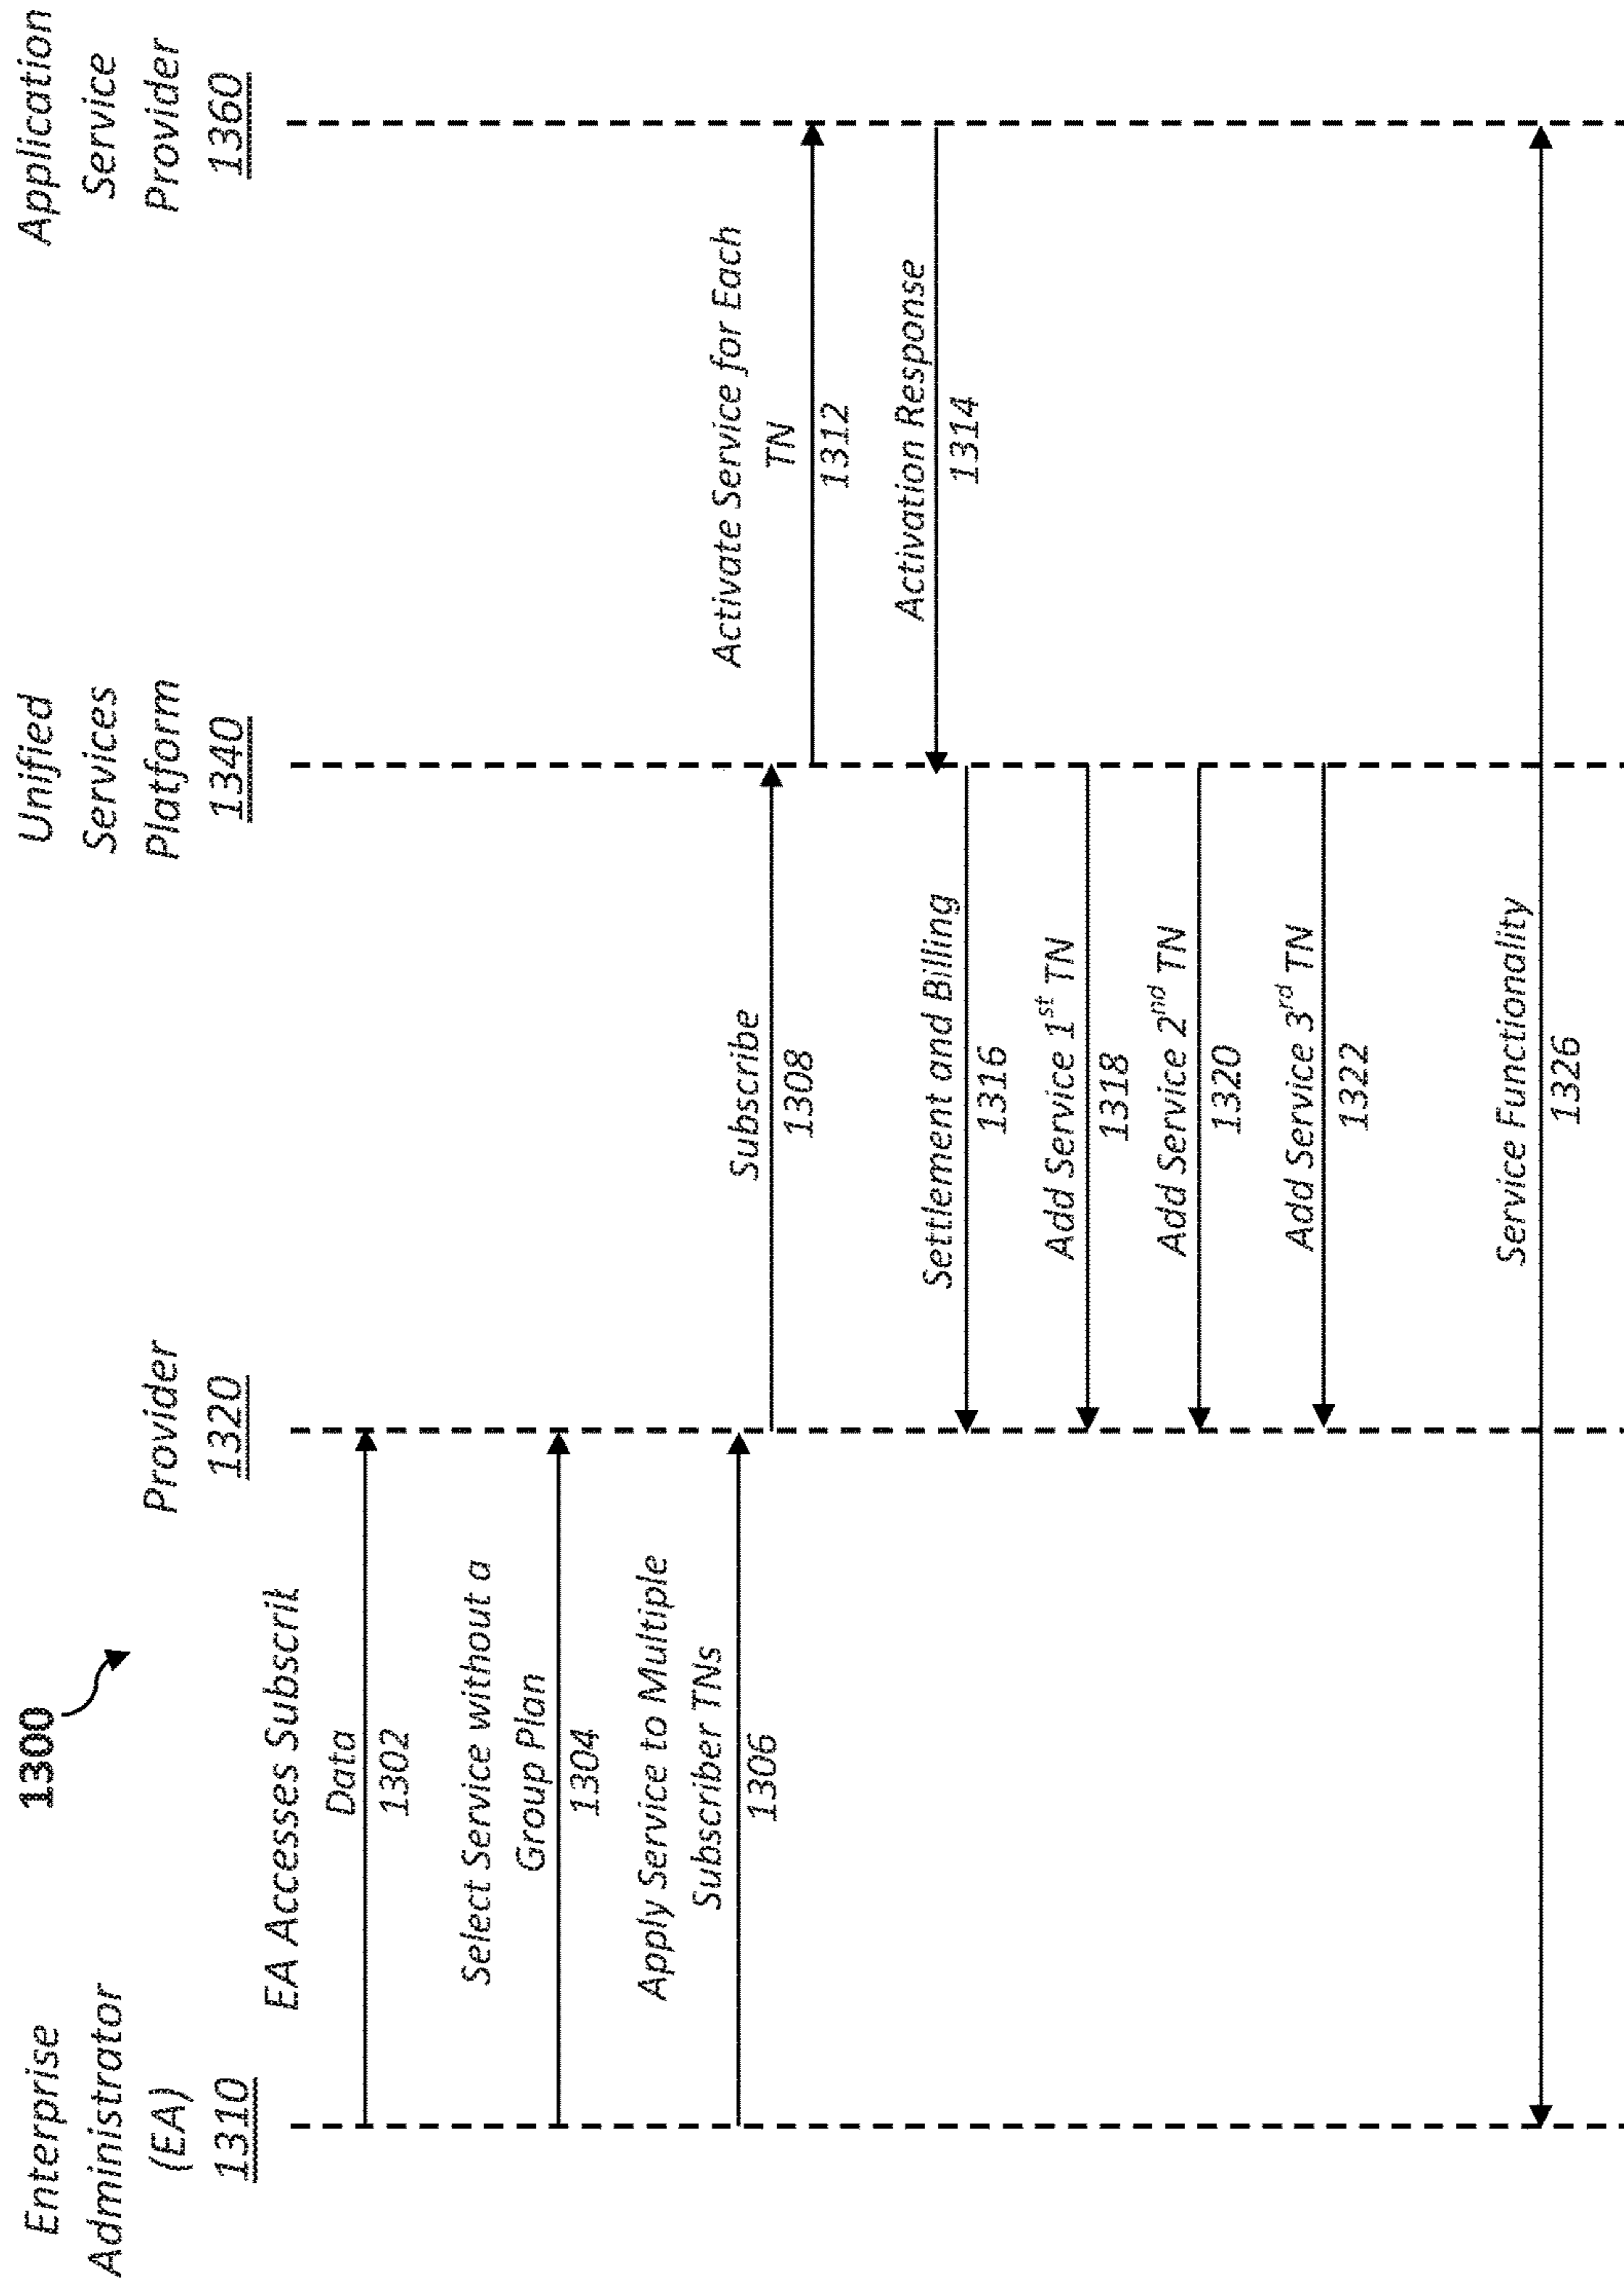 1300
Enterprise
Administrator
(EA)
1310
Provider
1320
Unified
Services
Platform
1340
Application
Service
Provider
1360
EA Accesses Subscrib
Data
1302
Select Service without a
Group Plan
1304
Apply Service to Multiple
Subscriber TNs
1306
Subscribe
1308
Activate Service for Each
TN
1312
Activation Response
1314
Settlement and Billing
1316
Add Service 1st TN
1318
Add Service 2nd TN
1320
Add Service 3rd TN
1322
Service Functionality
1326